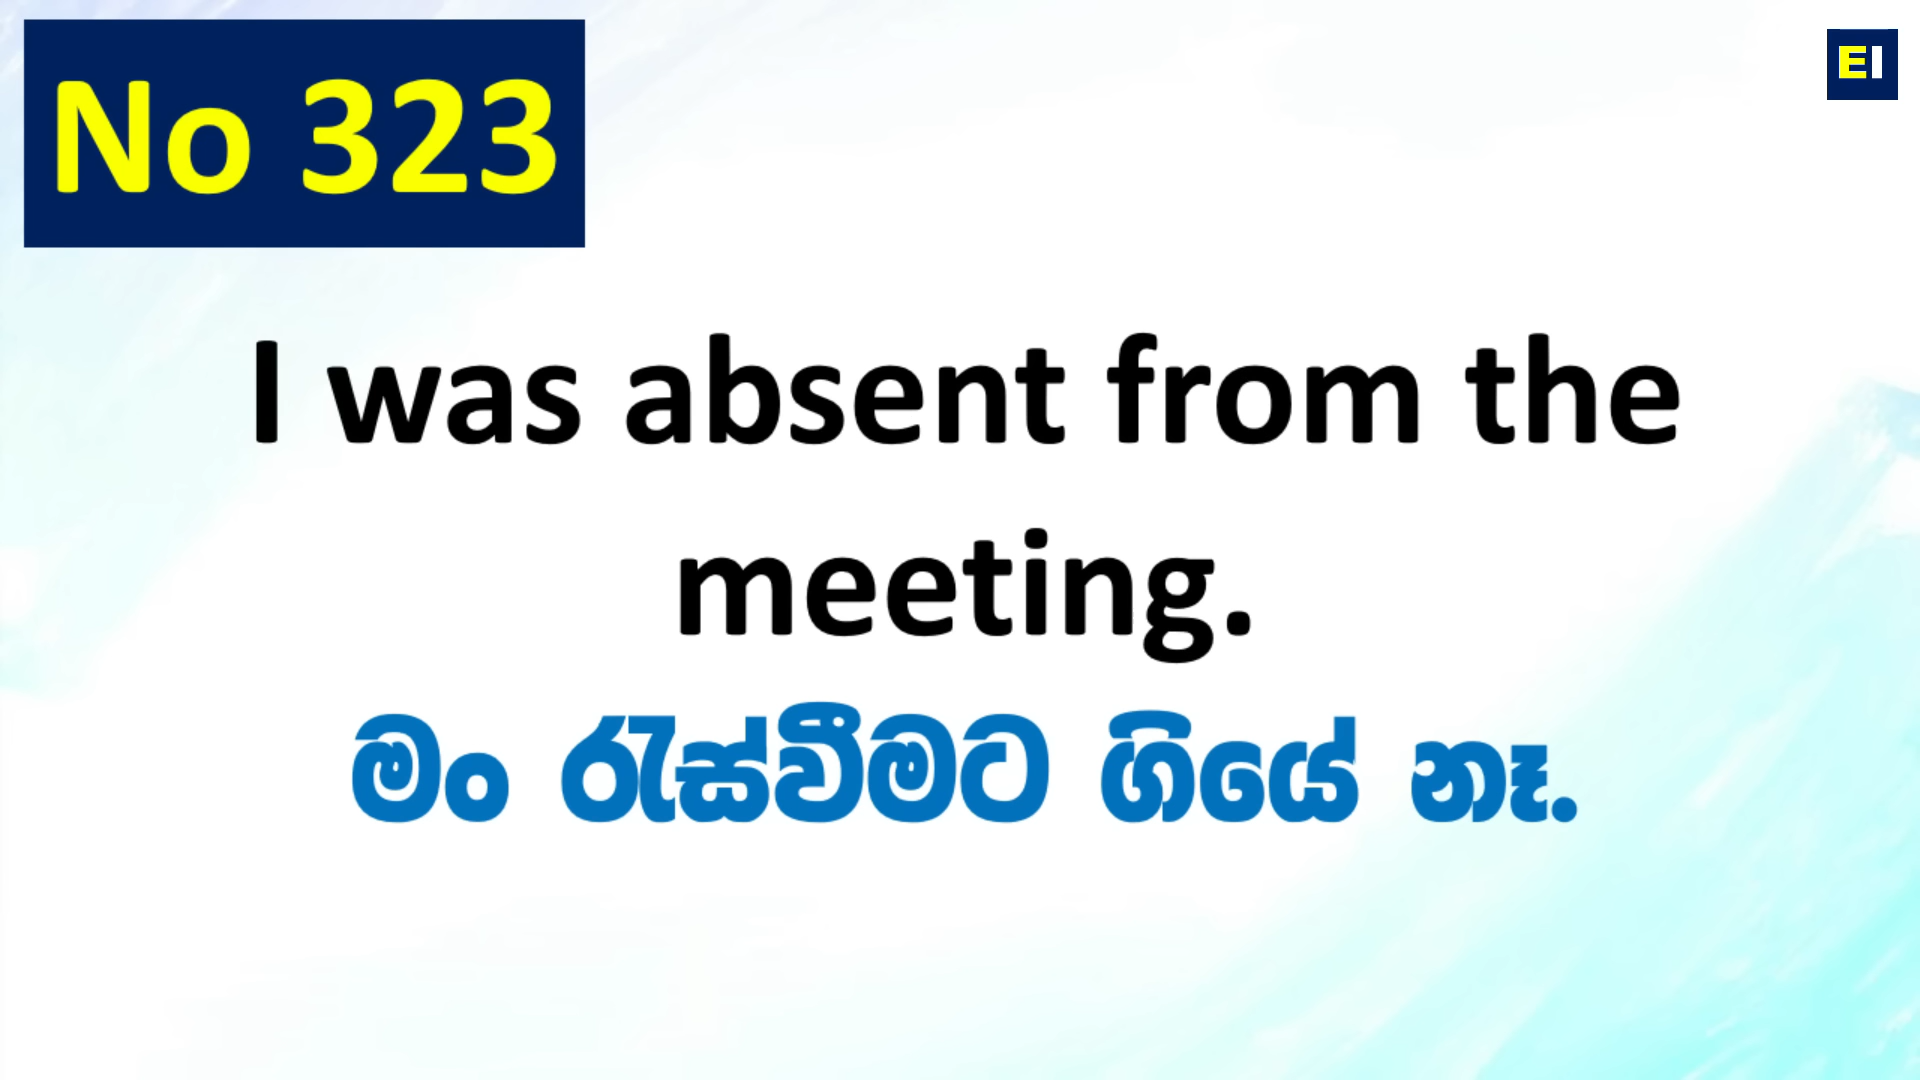 No 323
EI
I was absent from the
meeting.
මං රැස්වීමට ගියේ නෑ.